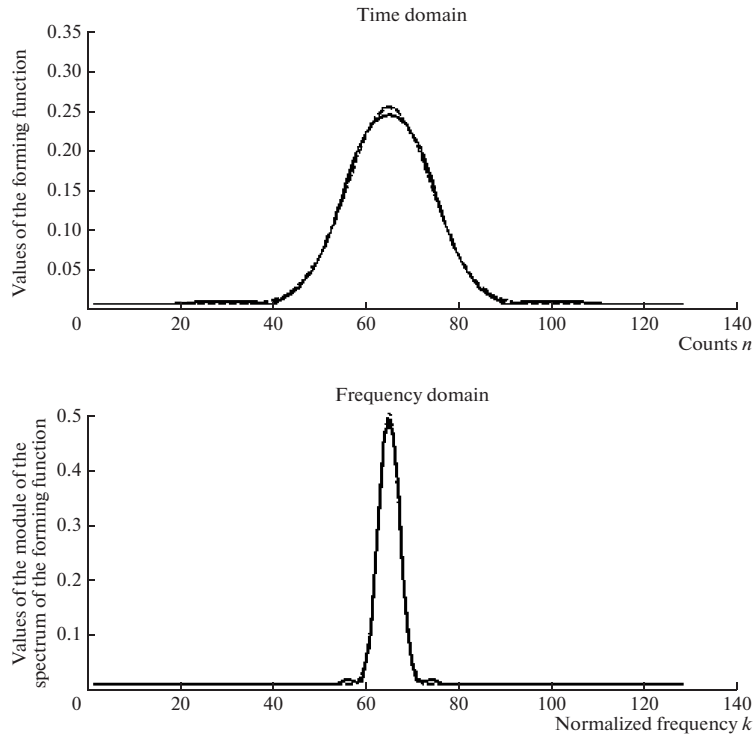 Time domain
Values of the forming function
0.35
0.30
0.25
0.20
0.15
0.10
0.05
0 20 40 60 80 100 120 140
Counts n
Frequency domain
Values of the module of the
spectrum of the forming function
0.5
0.4
0.3
0.2
0.1
0 20 40 60 80 100 120 140
Normalized frequency k